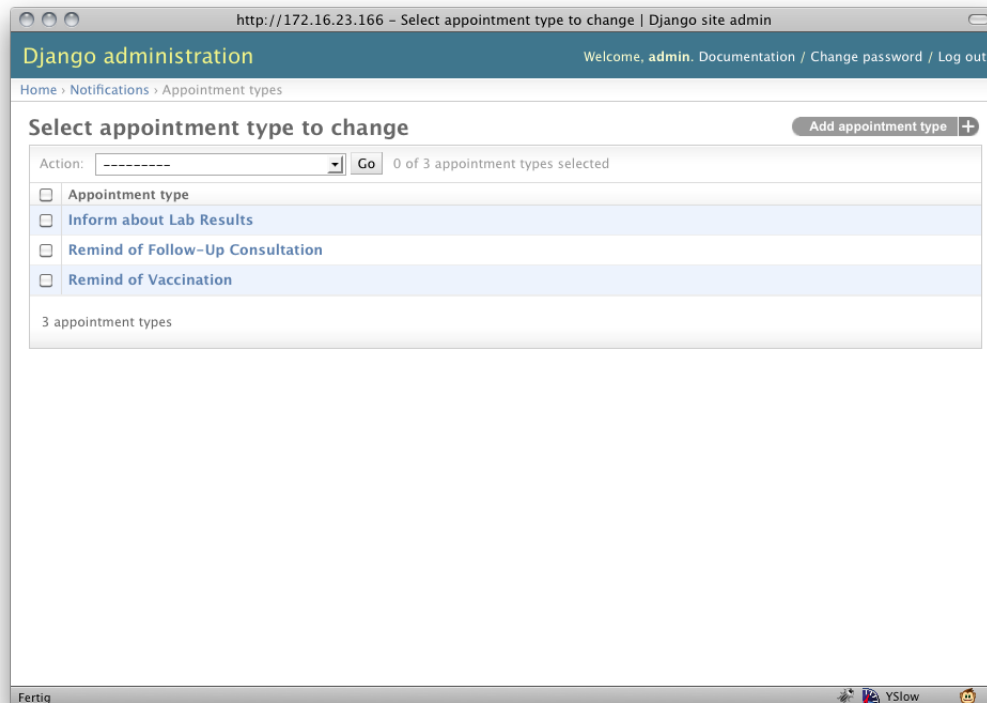 http://172.16.23.166 – Select appointment type to change | Django site admin
Django administration
Welcome, admin. Documentation / Change password / Log out
Home › Notifications › Appointment types
Select appointment type to change
Add appointment type +
Action: --------- Go 0 of 3 appointment types selected
Appointment type
Inform about Lab Results
Remind of Follow-Up Consultation
Remind of Vaccination
3 appointment types
Fertig YSlow